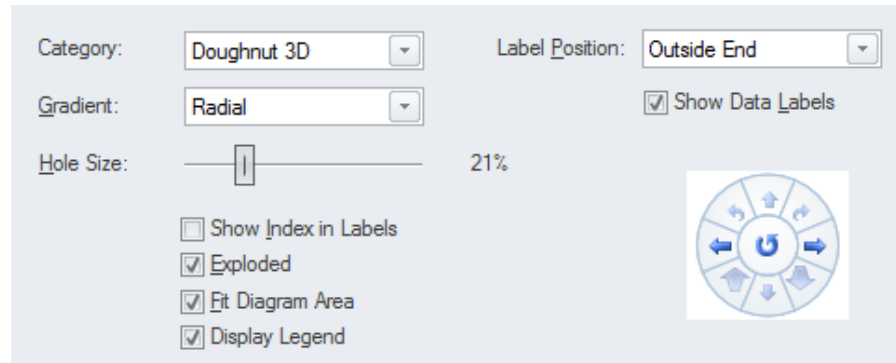 Category: Doughnut 3D
Label Position: Outside End
Gradient: Radial
Show Data Labels
Hole Size: 21%
Show Index in Labels
Exploded
Fit Diagram Area
Display Legend